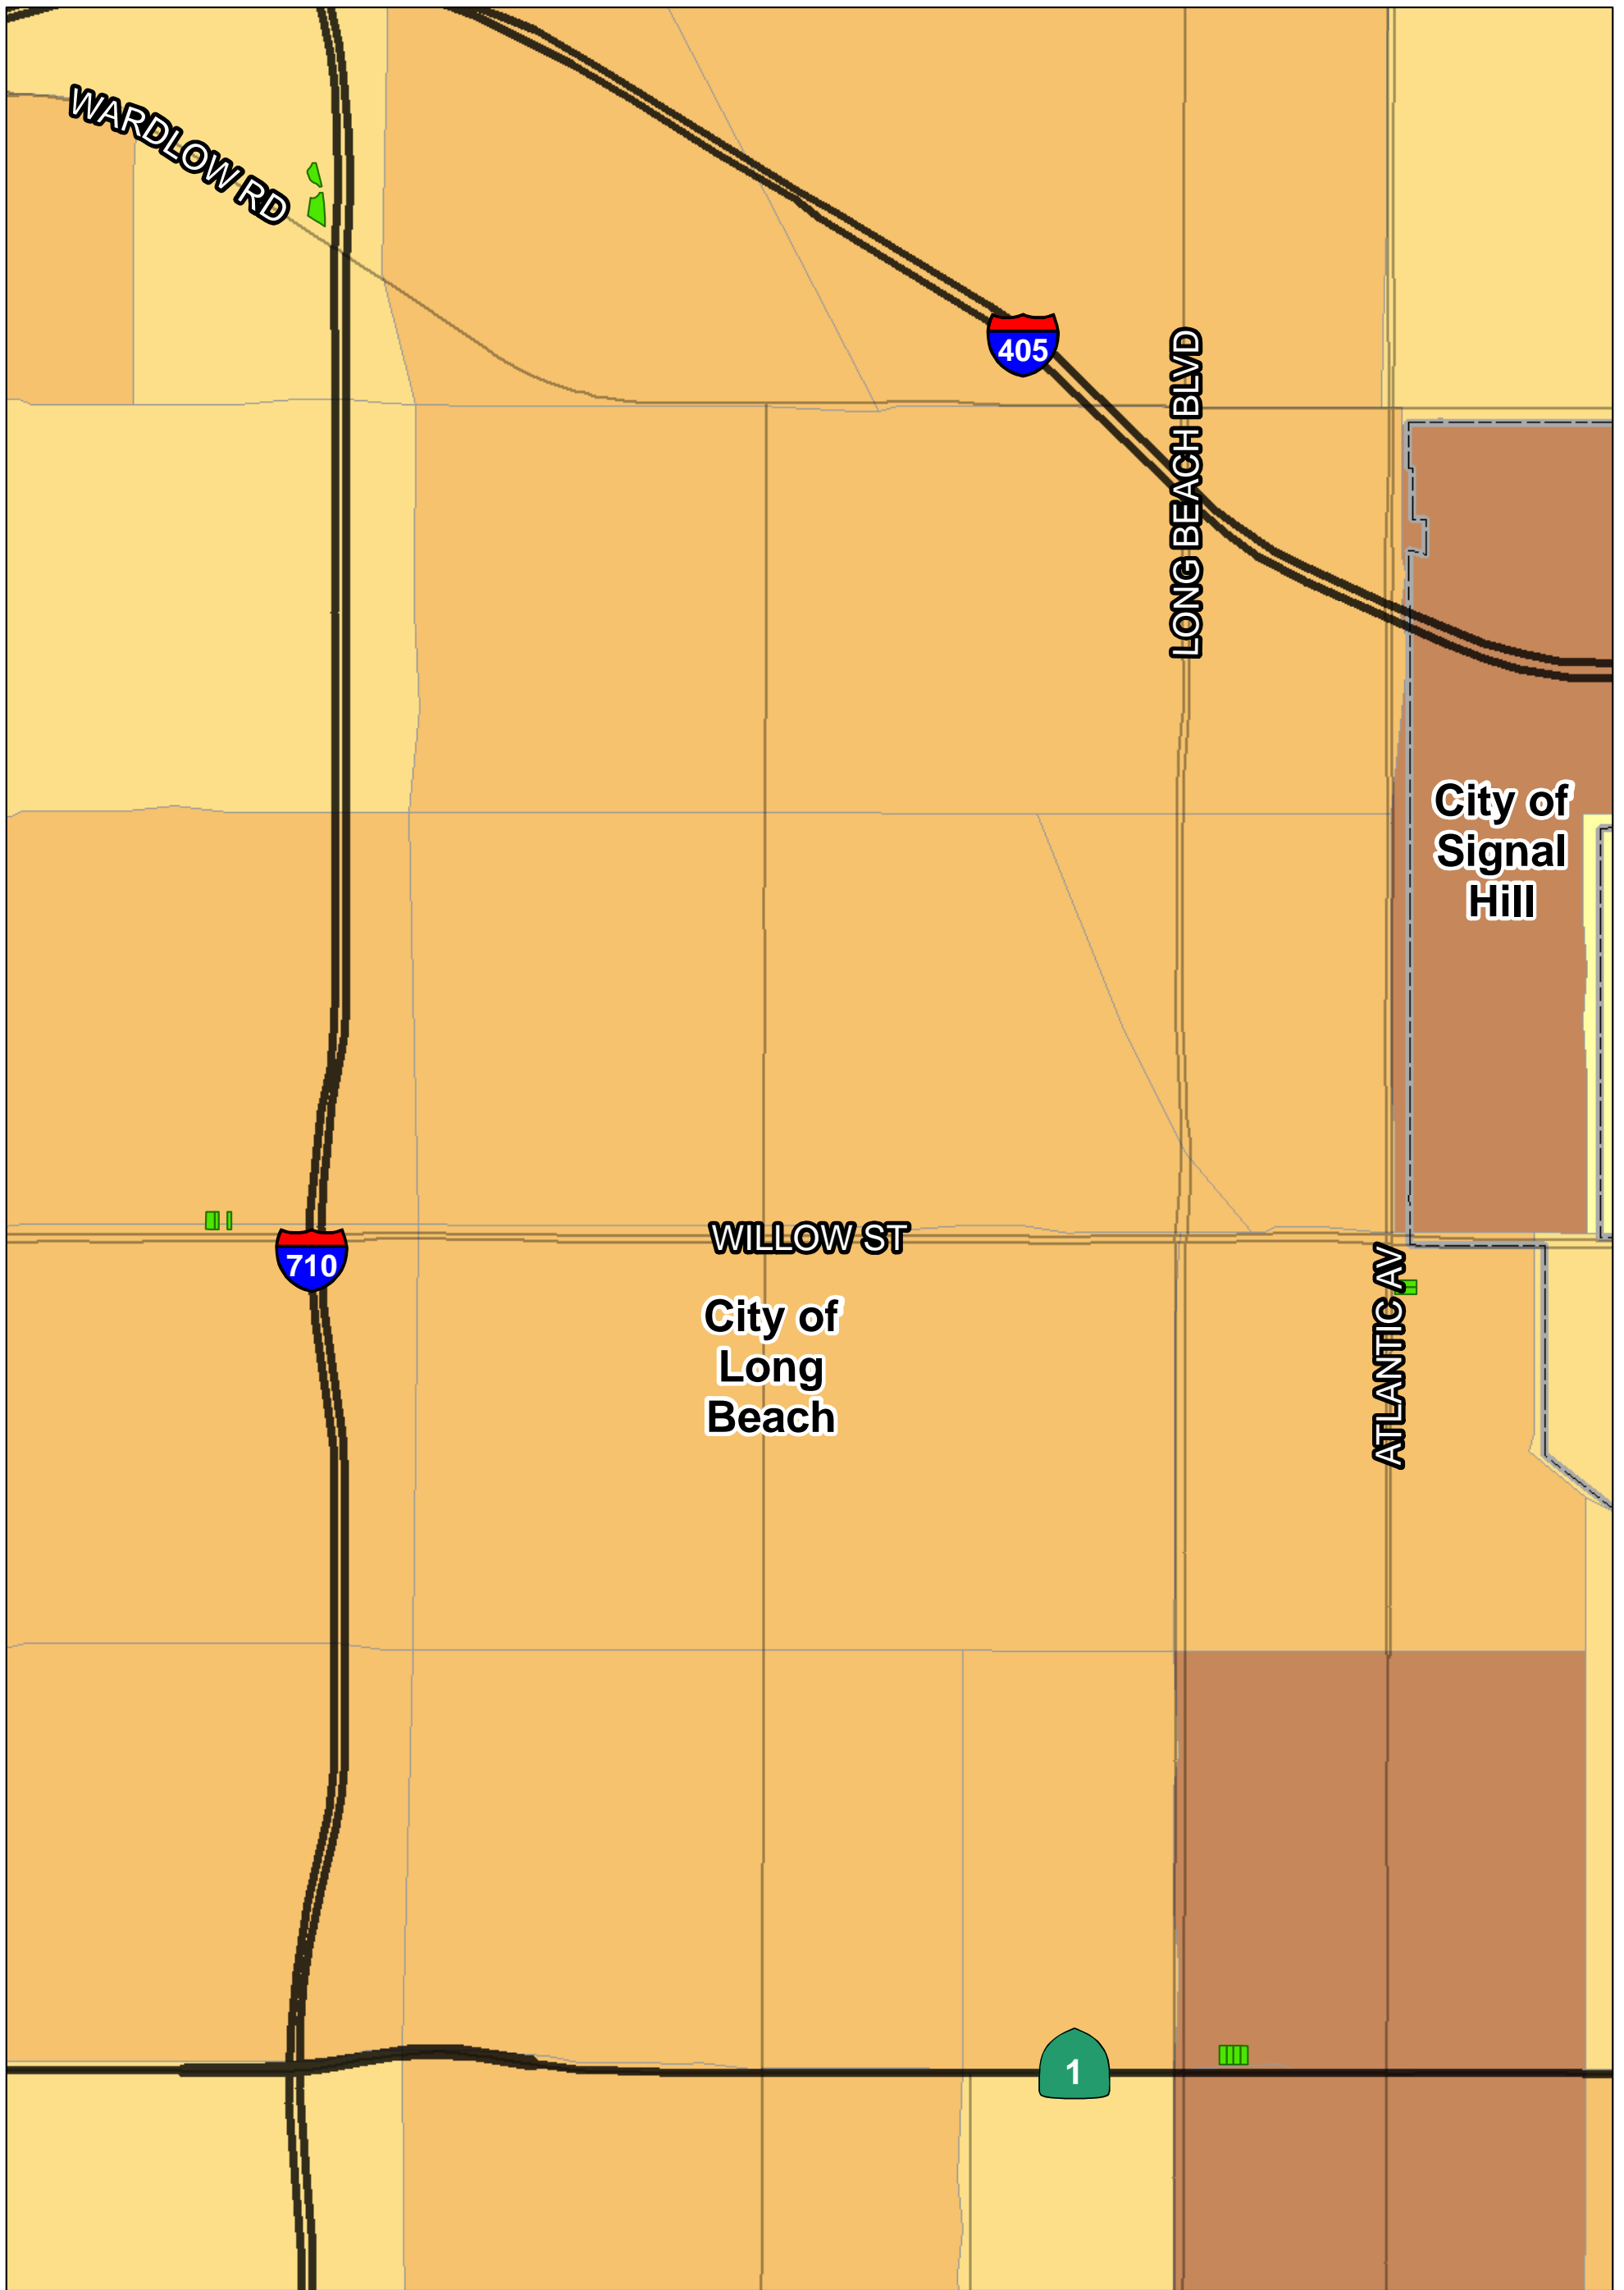 WARDLOW RD
405
LONG BEACH BLVD
City of
Signal
Hill
WILLOW ST
710
City of
Long
Beach
ATLANTIC AV
1